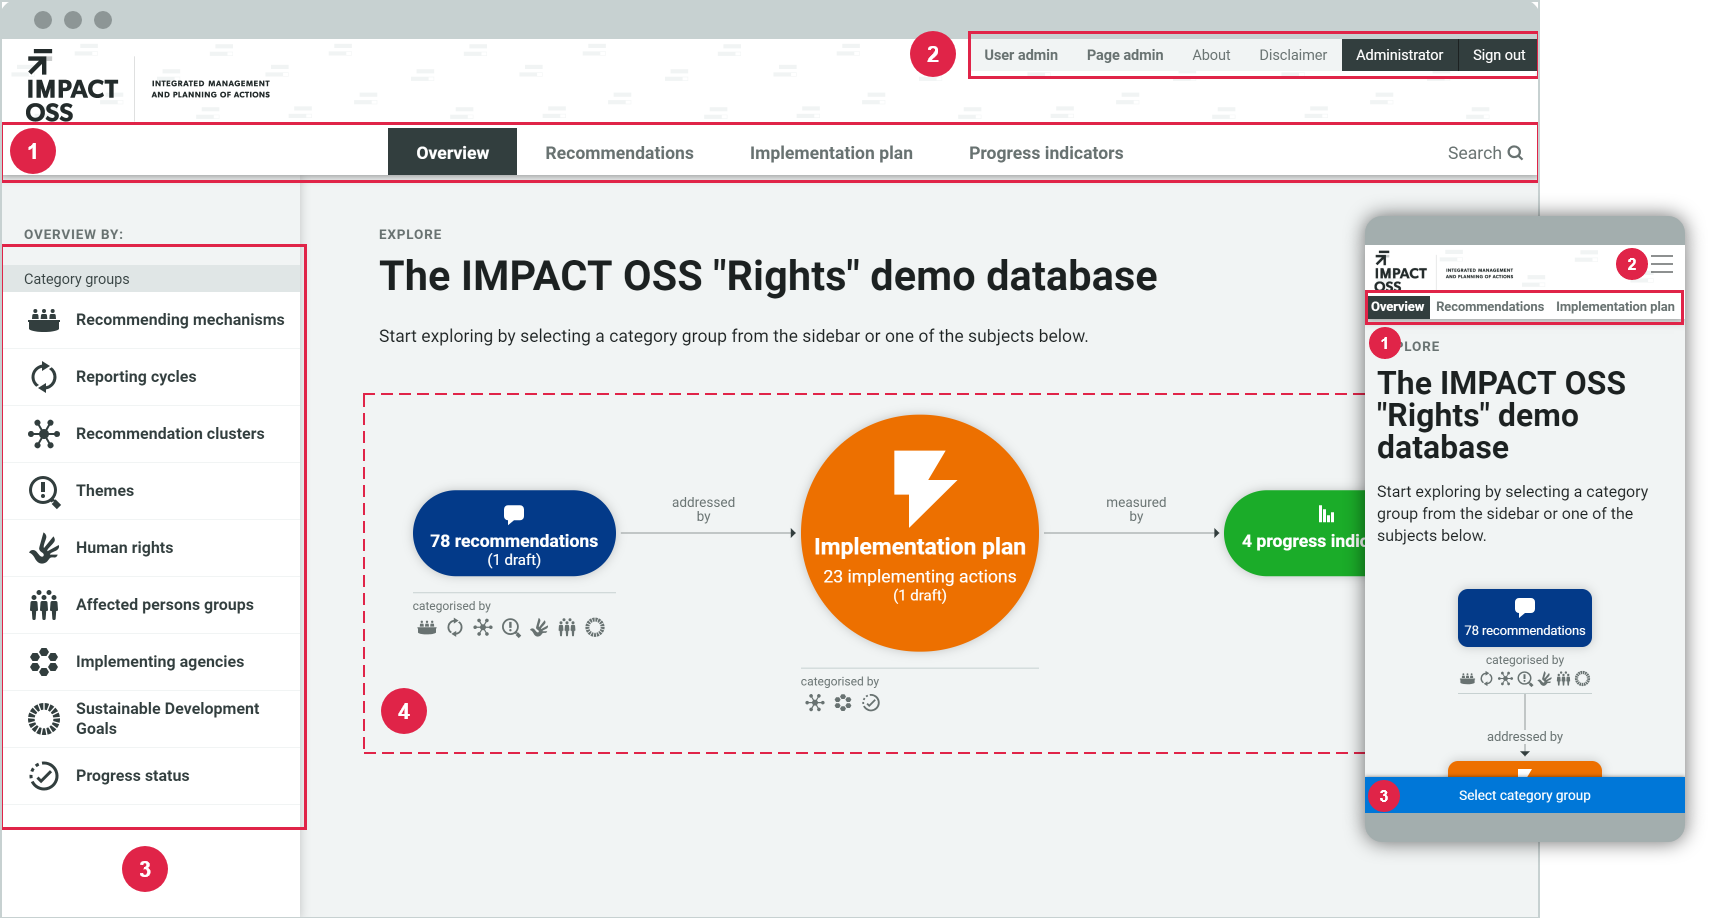 IMPACT
OSS
INTEGRATED MANAGEMENT
AND PLANNING OF ACTIONS
2
User admin
Page admin
About
Disclaimer
Administrator
Sign out
1
Overview
Recommendations
Implementation plan
Progress indicators
Search
OVERVIEW BY:
Category groups
Recommending mechanisms
Reporting cycles
Recommendation clusters
Themes
Human rights
Affected persons groups
Implementing agencies
Sustainable Development
Goals
Progress status
3
EXPLORE
The IMPACT OSS "Rights" demo database
Start exploring by selecting a category group from the sidebar or one of the subjects below.
78 recommendations
(1 draft)
categorised by
addressed
by
Implementation plan
23 implementing actions
(1 draft)
categorised by
measured
by
4 progress indic
4
IMPACT
OSS
INTEGRATED MANAGEMENT
AND PLANNING OF ACTIONS
2
Overview
Recommendations
Implementation plan
1
PLORE
The IMPACT OSS
"Rights" demo
database
Start exploring by selecting a category
group from the sidebar or one of the
subjects below.
78 recommendations
categorised by
addressed by
3
Select category group